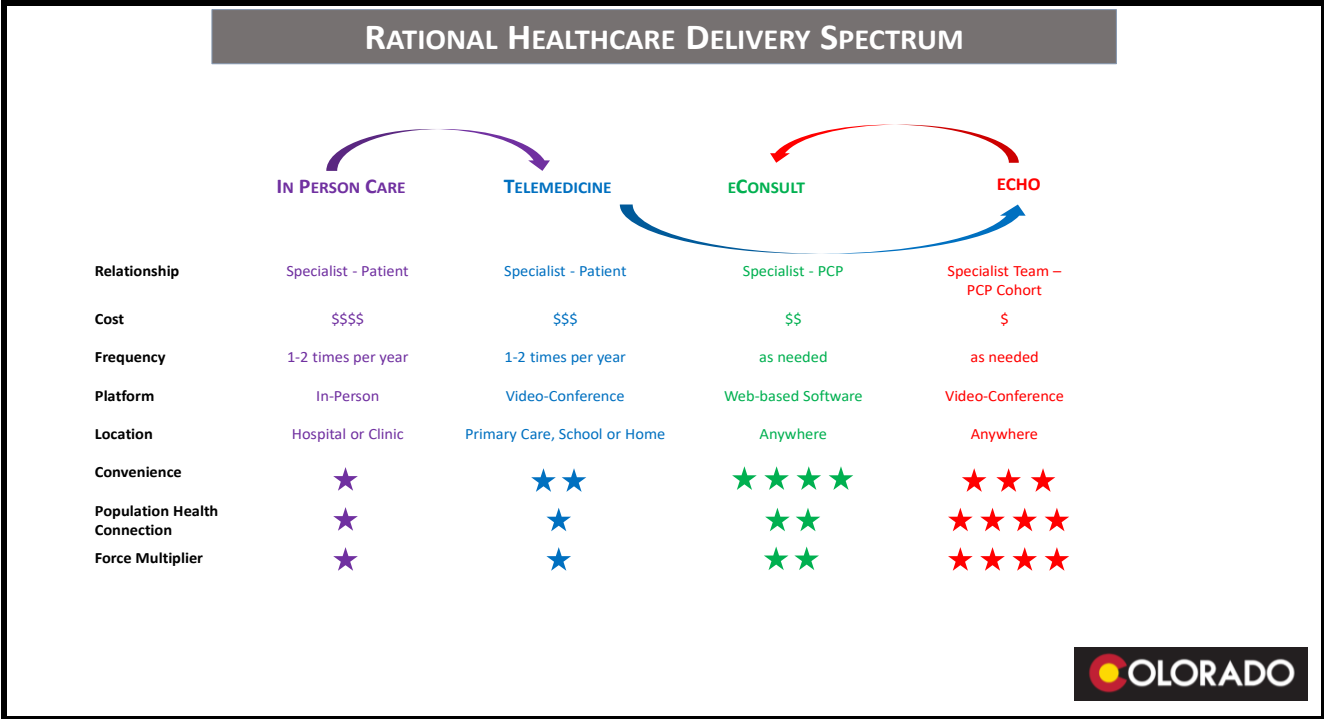 RATIONAL HEALTHCARE DELIVERY SPECTRUM
IN PERSON CARE TELEMEDICINE ECONSULT ECHO
Relationship Specialist - Patient Specialist - Patient Specialist - PCP Specialist Team –
PCP Cohort
Cost $$$$ $$$ $$ $
Frequency 1-2 times per year 1-2 times per year as needed as needed
Platform In-Person Video-Conference Web-based Software Video-Conference
Location Hospital or Clinic Primary Care, School or Home Anywhere Anywhere
Convenience
Population Health
Connection
Force Multiplier
COLORADO